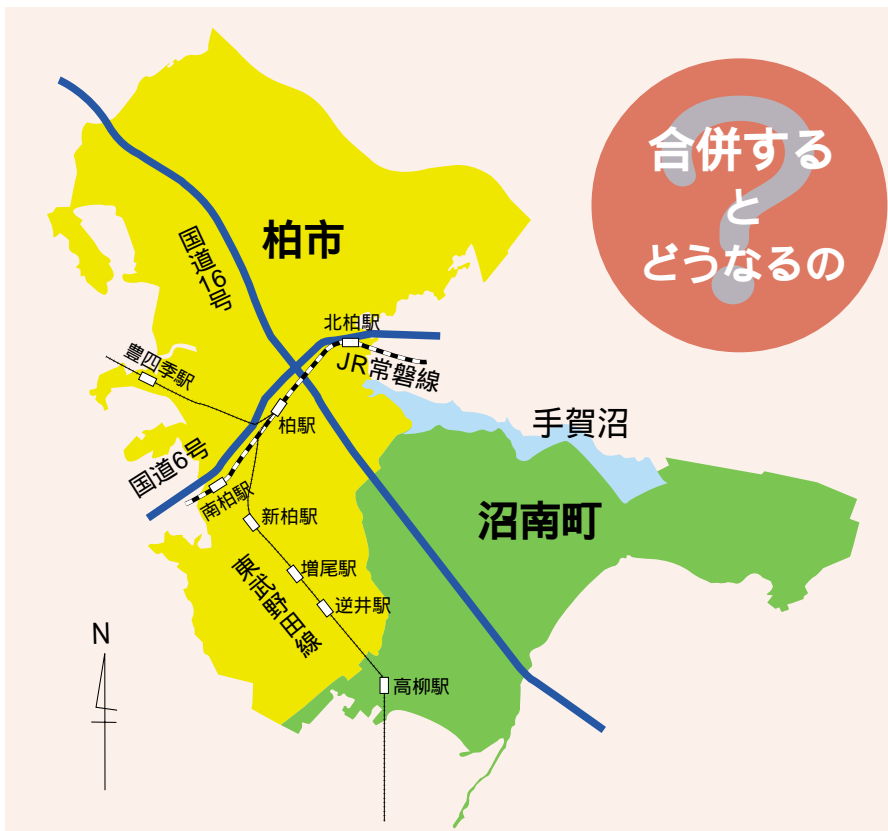 合併する
と
どうなるの
?
柏市
国道16号
北柏駅
豊四季駅
JR常磐線
柏駅
手賀沼
国道6号
南柏駅
沼南町
新柏駅
増尾駅
東武野田線
逆井駅
N
高柳駅